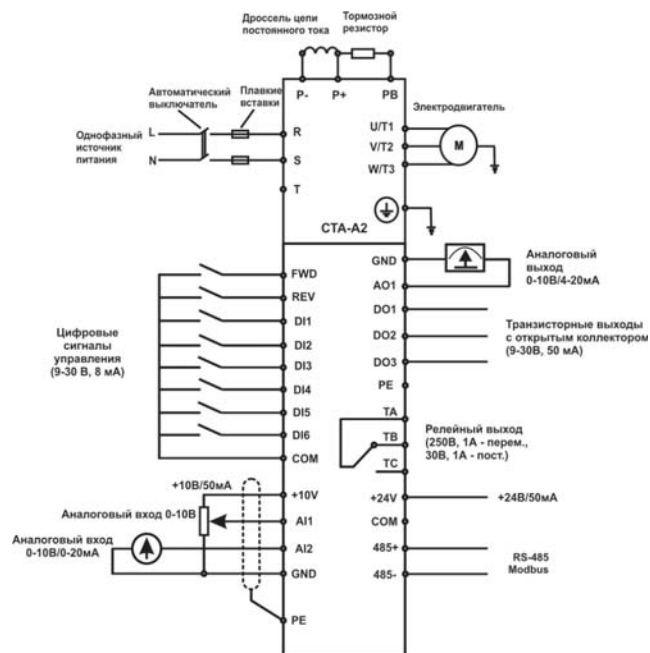 Дроссель цепи
постоянного тока
Тормозной
резистор
P-
P+
PB
Автоматический
выключатель
Плавкие
вставки
Электродвигатель
Однофазный
источник
питания
L
N
R
S
T
U/T1
V/T2
W/T3
M
CTA-A2
Цифровые
сигналы
управления
(9-30 В, 8 мА)
FWD
REV
DI1
DI2
DI3
DI4
DI5
DI6
COM
GND
AO1
DO1
DO2
DO3
PE
TA
TB
TC
+24V
COM
485+
485-
Аналоговый
выход
0-10В/4-20мА
Транзисторные выходы
с открытым коллектором
(9-30В, 50 мА)
Релейный выход
(250В, 1А - перем.,
30В, 1А - пост.)
+24В/50мА
RS-485
Modbus
+10В/50мА
Аналоговый вход 0-10В
Аналоговый вход
0-10В/0-20мА
+10V
AI1
AI2
GND
PE